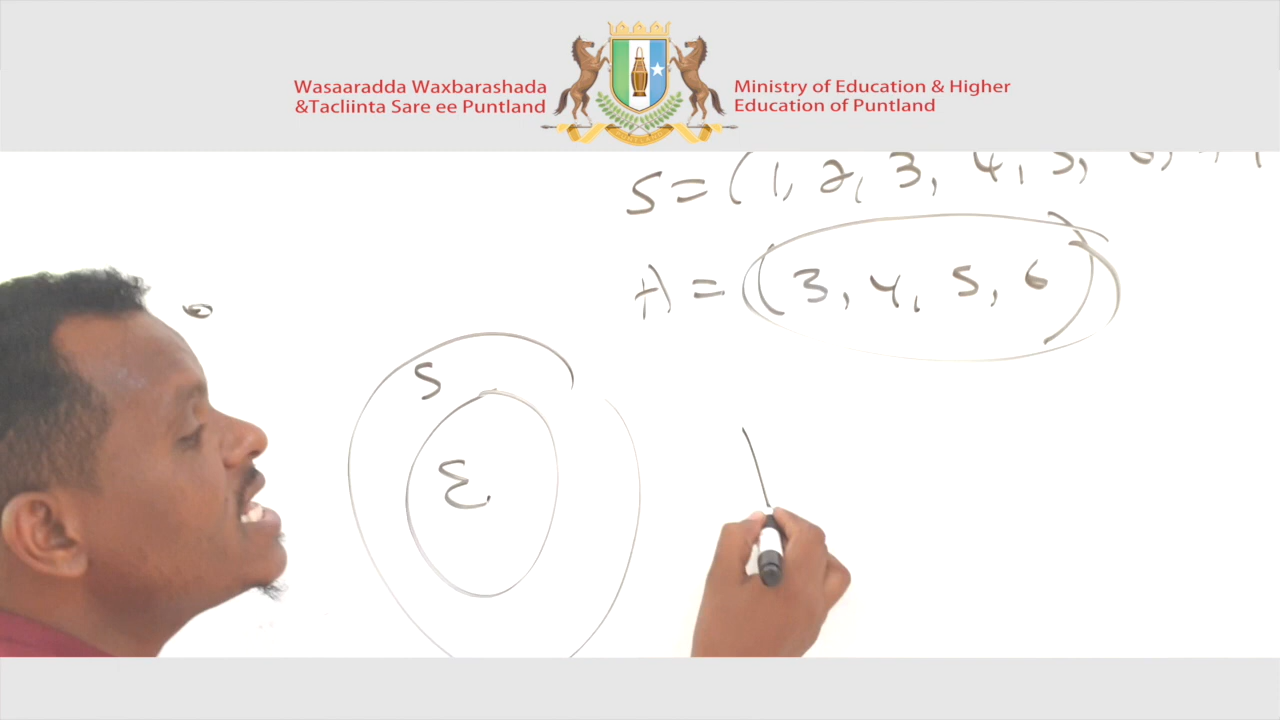 Wasaaradda Waxbarashada
&Tacliinta Sare ee Puntland
Ministry of Education & Higher
Education of Puntland
S = (1, 2, 3, 4, 5, 6,
A = (3, 4, 5, 6)
S
E